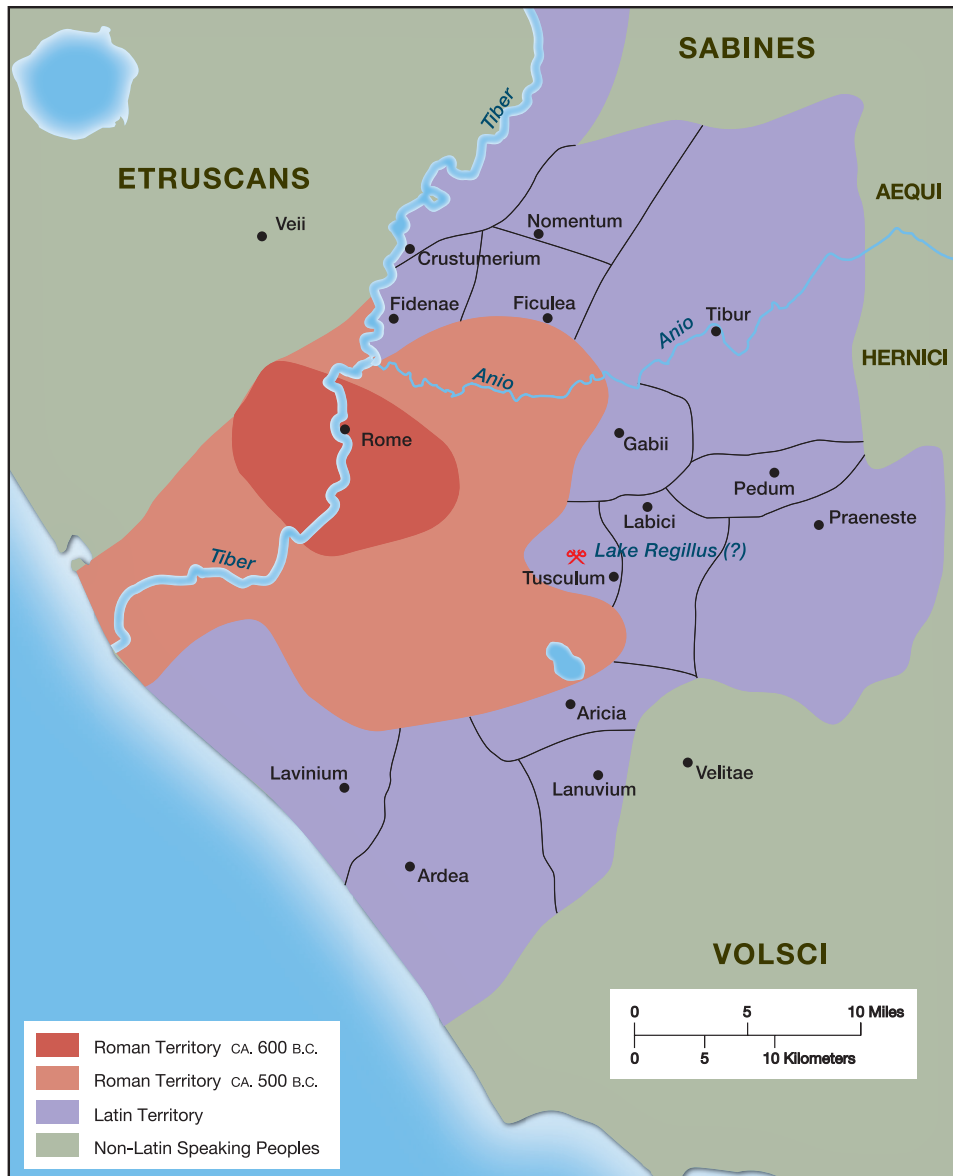 SABINES
Tiber
ETRUSCANS
AEQUI
Veii
Nomentum
Crustumerium
Fidenae
Ficulea
Tibur
Anio
HERNICI
Anio
Rome
Gabii
Pedum
Labici
Praeneste
Lake Regillus (?)
Tiber
Tusculum
Aricia
Lavinium
Lanuvium
Velitae
Ardea
VOLSCI
0 5 10 Miles
0 5 10 Kilometers
Roman Territory CA. 600 B.C.
Roman Territory CA. 500 B.C.
Latin Territory
Non-Latin Speaking Peoples